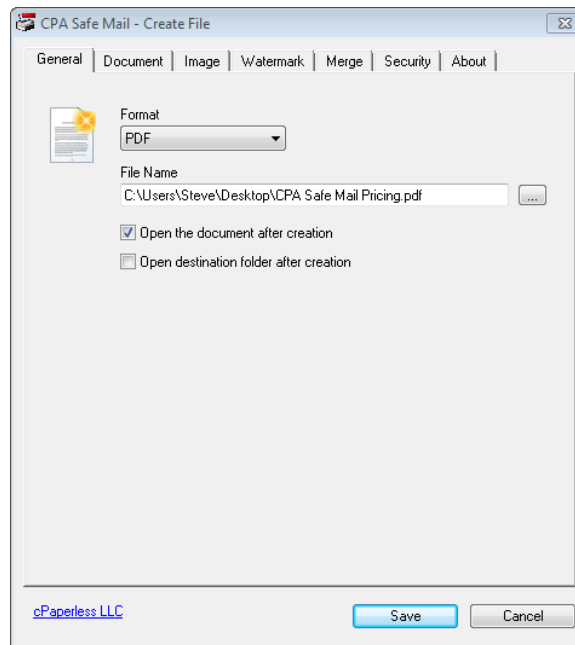 CPA Safe Mail - Create File
General Document Image Watermark Merge Security About
Format
PDF
File Name
C:\Users\Steve\Desktop\CPA Safe Mail Pricing.pdf ...
Open the document after creation
Open destination folder after creation
cPaperless LLC Save Cancel